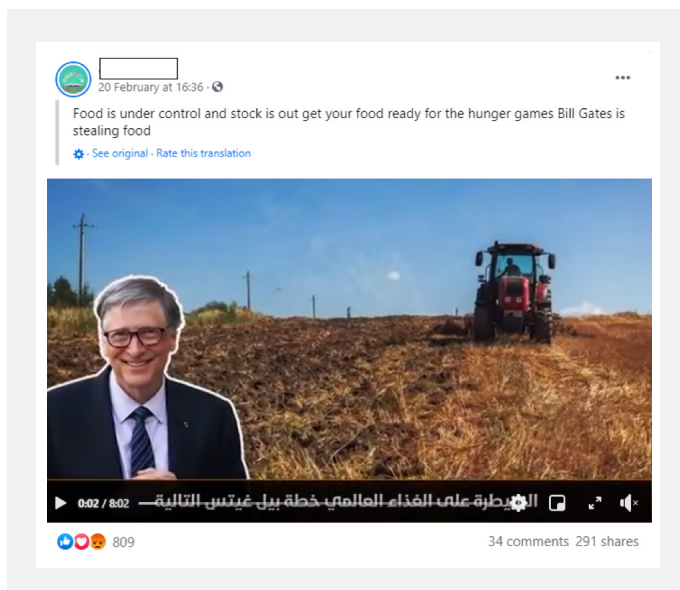 20 February at 16:36 ·
Food is under control and stock is out get your food ready for the hunger games Bill Gates is
stealing food
· See original · Rate this translation
السيطرة على الغذاء العالمي خطة بيل غيتس التالية
0:02 / 8:02
809
34 comments 291 shares